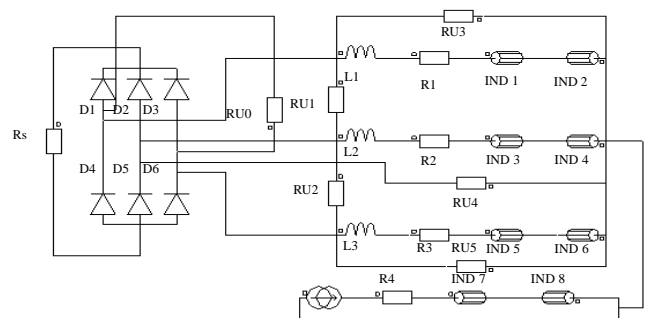 RU3
L1
R1
IND 1
IND 2
D1
D2
D3
RU0
RU1
Rs
L2
R2
IND 3
IND 4
D4
D5
D6
RU2
RU4
L3
R3
RU5
IND 5
IND 6
R4
IND 7
IND 8